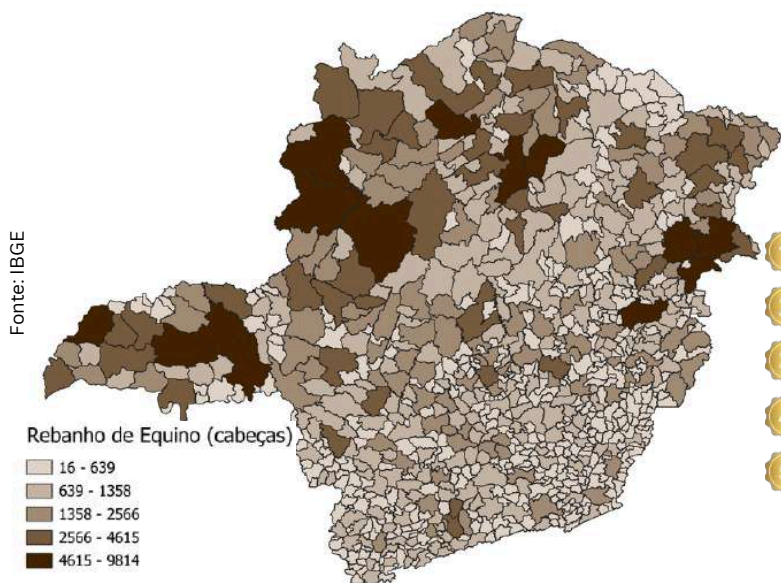 Fonte: IBGE
Rebanho de Equino (cabeças)
16 - 639
639 - 1358
1358 - 2566
2566 - 4615
4615 - 9814